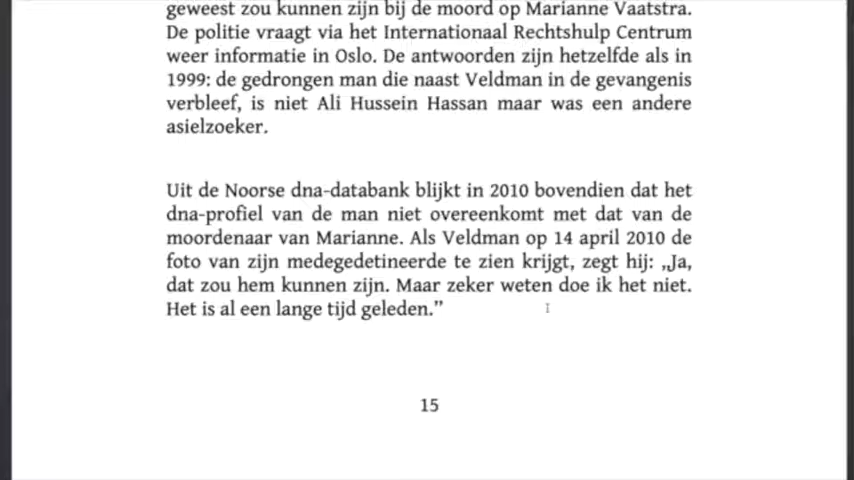 geweest zou kunnen zijn bij de moord op Marianne Vaatstra.
De politie vraagt via het Internationaal Rechtshulp Centrum
weer informatie in Oslo. De antwoorden zijn hetzelfde als in
1999: de gedrongen man die naast Veldman in de gevangenis
verbleef, is niet Ali Hussein Hassan maar was een andere
asielzoeker.
Uit de Noorse dna-databank blijkt in 2010 bovendien dat het
dna-profiel van de man niet overeenkomt met dat van de
moordenaar van Marianne. Als Veldman op 14 april 2010 de
foto van zijn medegedetineerde te zien krijgt, zegt hij: „Ja,
dat zou hem kunnen zijn. Maar zeker weten doe ik het niet.
Het is al een lange tijd geleden.”
15